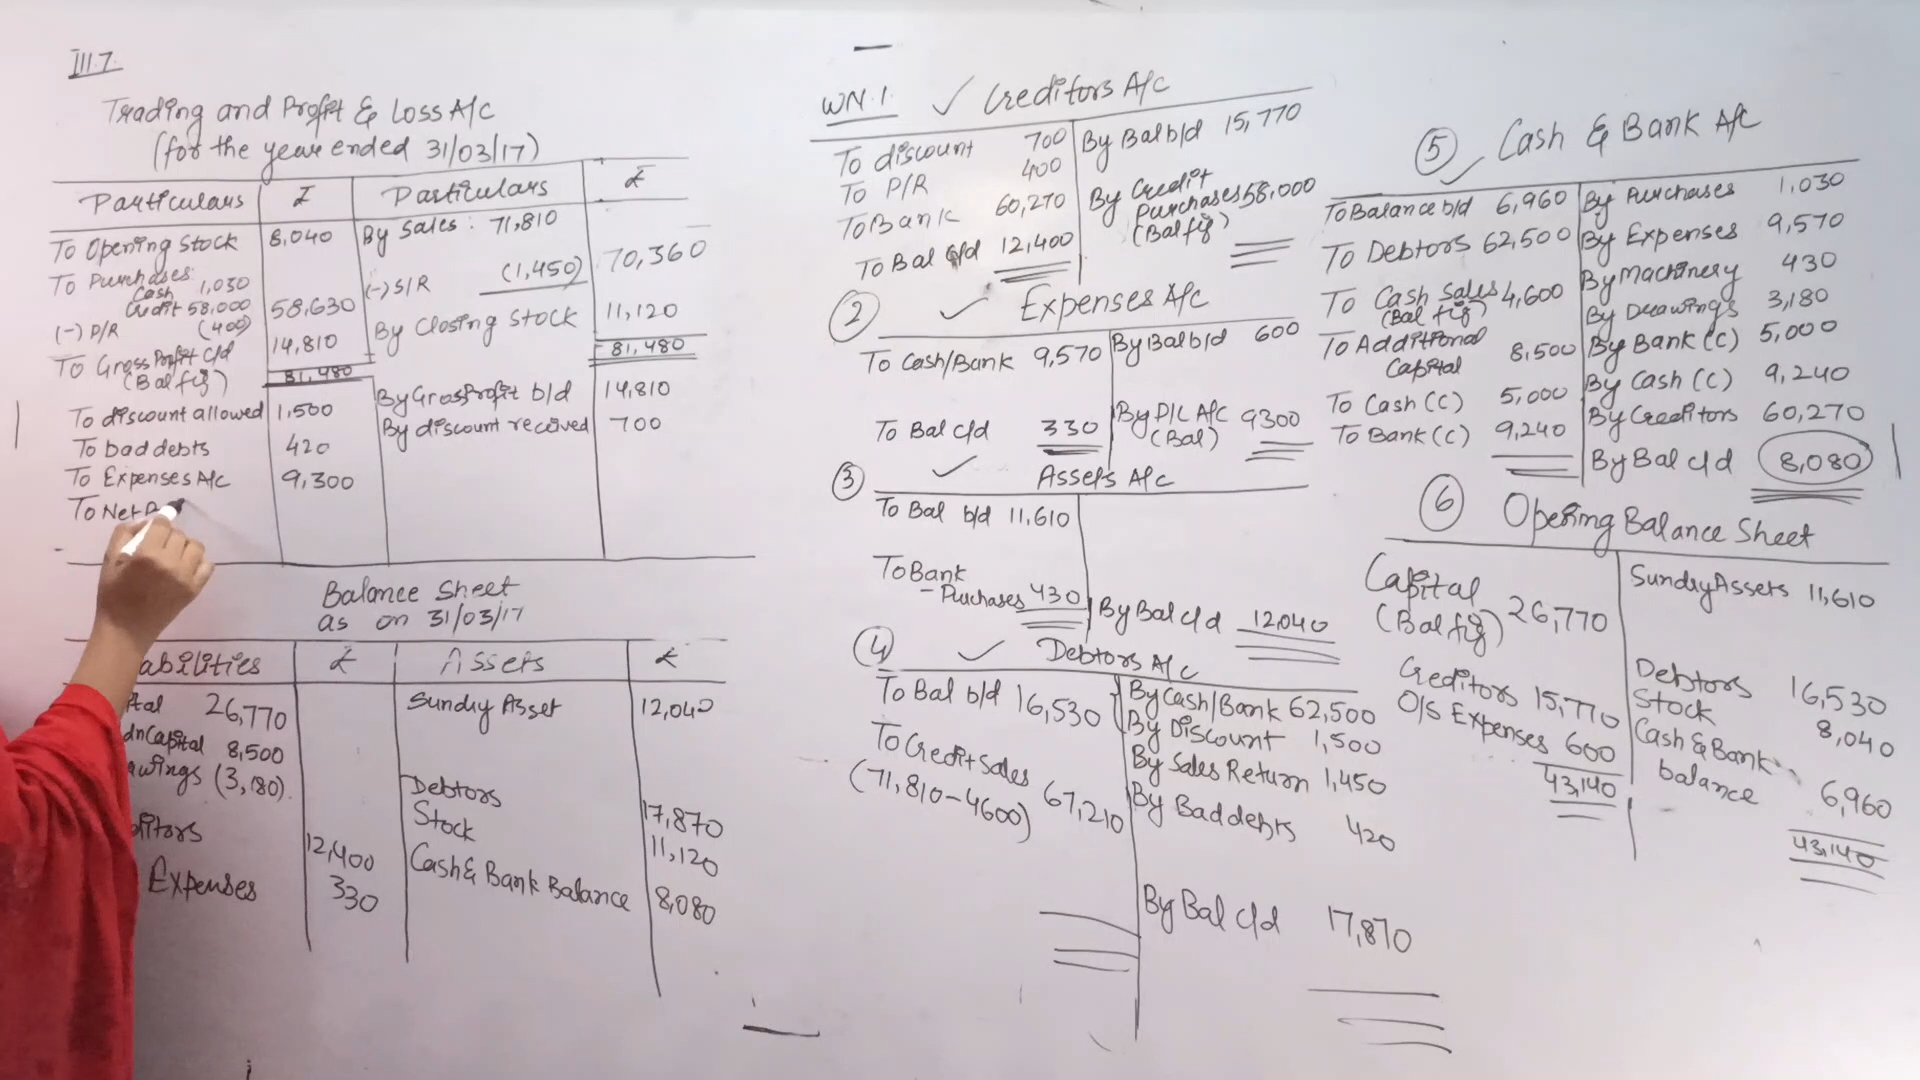 III.7.
Trading and Profit & Loss A/c
(for the year ended 31/03/17)
Particulars ₹ Particulars ₹
To Opening Stock 8,040 By Sales: 71,810
To Purchases
Cash 1,030
Credit 58,000 58,630
(-) S/R (1,450) 70,360
(-) P/R (400)
By Closing Stock 11,120
To Gross Profit c/d 14,810
(Bal fig)
81,480 81,480
By Gross Profit b/d 14,810
To discount allowed 1,500 By discount received 700
To bad debts 420
To Expenses A/c 9,300
To Net
Balance Sheet
as on 31/03/17
abilities ₹ Assets ₹
ital 26,770 Sundry Asset 12,040
dn Capital 8,500
awings (3,180)
Debtors 17,870
ditors 12,400 Stock 11,120
Expenses 330 Cash & Bank Balance 8,080
WN.1. ✓ Creditors A/c
To discount 700 By Bal b/d 15,770
To P/R 400 By Credit
Purchases 58,000
(Bal fig)
To Bank 60,270
To Bal c/d 12,400
② ✓ Expenses A/c
To Cash/Bank 9,570 By Bal b/d 600
To Bal c/d 330 By P/L A/c 9300
(Bal)
③ ✓ Assets A/c
To Bal b/d 11,610
To Bank
- Purchases 430 By Bal c/d 12,040
④ ✓ Debtors A/c
To Bal b/d 16,530 By Cash/Bank 62,500
By Discount 1,500
To Credit Sales 67,210 By Sales Return 1,450
(71,810-4600) By Bad debts 420
By Bal c/d 17,870
⑤ ✓ Cash & Bank A/c
To Balance b/d 6,960 By Purchases 1,030
To Debtors 62,500 By Expenses 9,570
To Cash Sales 4,600 By Machinery 430
(Bal fig) By Drawings 3,180
To Additional
Capital 8,500 By Bank (C) 5,000
To Cash (C) 5,000 By Cash (C) 9,240
To Bank (C) 9,240 By Creditors 60,270
By Bal c/d 8,080
⑥ Opening Balance Sheet
Capital 26,770 Sundry Assets 11,610
(Bal fig)
Creditors 15,770 Debtors 16,530
O/S Expenses 600 Stock 8,040
Cash & Bank
balance 6,960
43,140 43,140